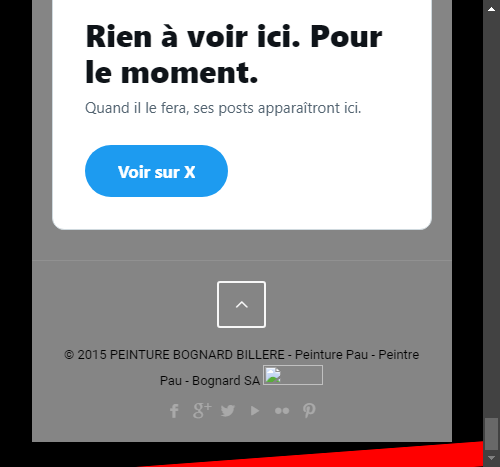 Rien à voir ici. Pour
le moment.
Quand il le fera, ses posts apparaîtront ici.
Voir sur X
© 2015 PEINTURE BOGNARD BILLERE - Peinture Pau - Peintre
Pau - Bognard SA